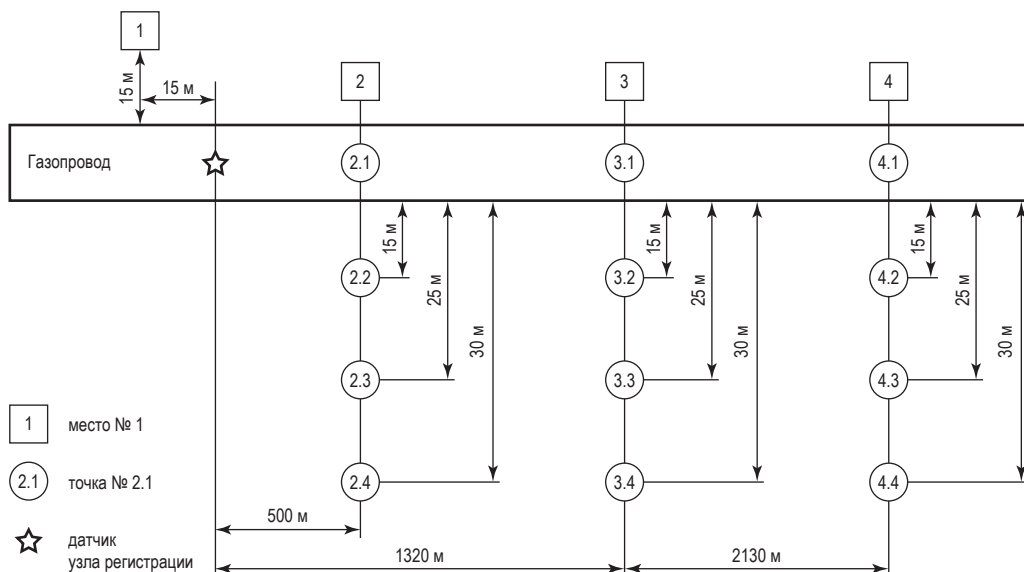 1
15 м
15 м
2
3
4
Газопровод
2.1
3.1
4.1
15 м
25 м
30 м
15 м
25 м
30 м
15 м
25 м
30 м
2.2
3.2
4.2
2.3
3.3
4.3
2.4
3.4
4.4
1
место № 1
2.1
точка № 2.1
датчик
узла регистрации
500 м
1320 м
2130 м